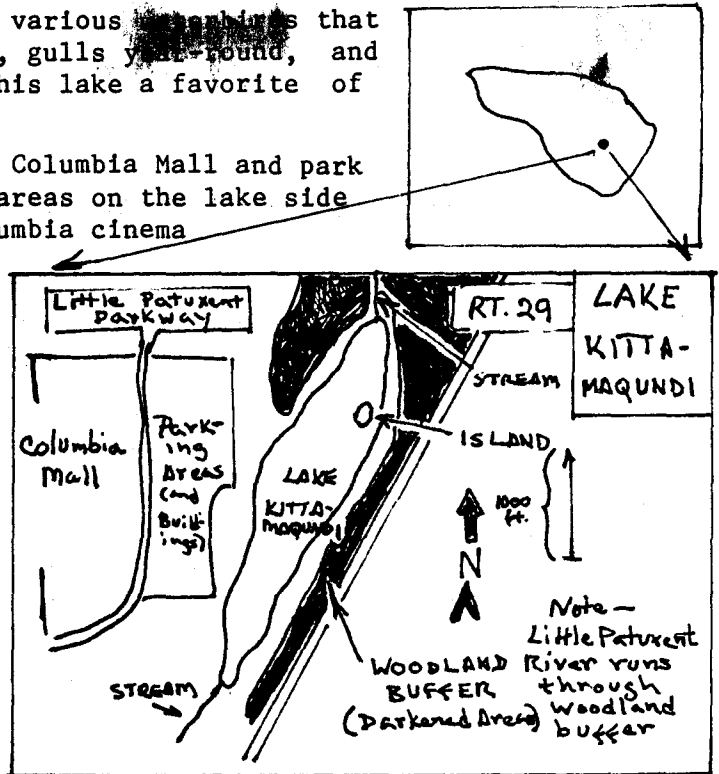 various that
, gulls year-round, and
his lake a favorite of
Columbia Mall and park
areas on the lake side
umbia cinema
Little Patuxent
Parkway
RT. 29
LAKE
KITTA-
MAQUNDI
STREAM
ISLAND
Columbia
Mall
Park-
ing
Areas
(and
Build-
ings)
LAKE
KITTA-
MAQUNDI
1000
ft.
N
Note-
Little Patuxent
River runs
through
woodland
buffer
WOODLAND
BUFFER
(Darkened Area)
STREAM